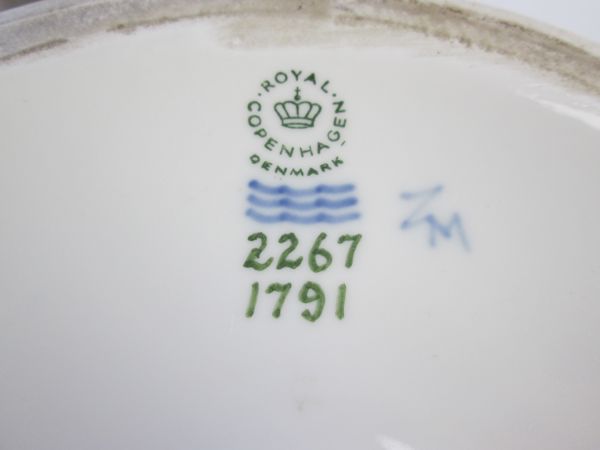 ROYAL
COPENHAGEN
DENMARK
ZM
2267
1791